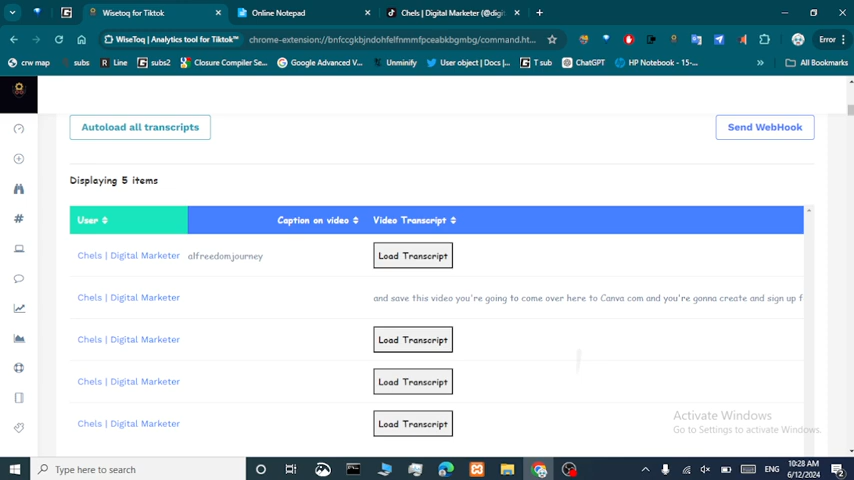 Wisetoq for Tiktok
Online Notepad
Chels | Digital Marketer (@digit
WiseToq | Analytics tool for Tiktok™
chrome-extension://bnfccgkbjndohfelfnmmfpceabkbgmbg/command.ht...
Error
crw map
subs
Line
subs2
Closure Compiler Se...
Google Advanced V...
Unminify
User object | Docs |...
T sub
ChatGPT
HP Notebook - 15-...
All Bookmarks
Autoload all transcripts
Send WebHook
Displaying 5 items
User
Caption on video
Video Transcript
Chels | Digital Marketer
alfreedomjourney
Load Transcript
Chels | Digital Marketer
and save this video you're going to come over here to Canva com and you're gonna create and sign up f
Chels | Digital Marketer
Load Transcript
Chels | Digital Marketer
Load Transcript
Chels | Digital Marketer
Load Transcript
Activate Windows
Go to Settings to activate Windows.
Type here to search
ENG
10:28 AM
6/12/2024
2